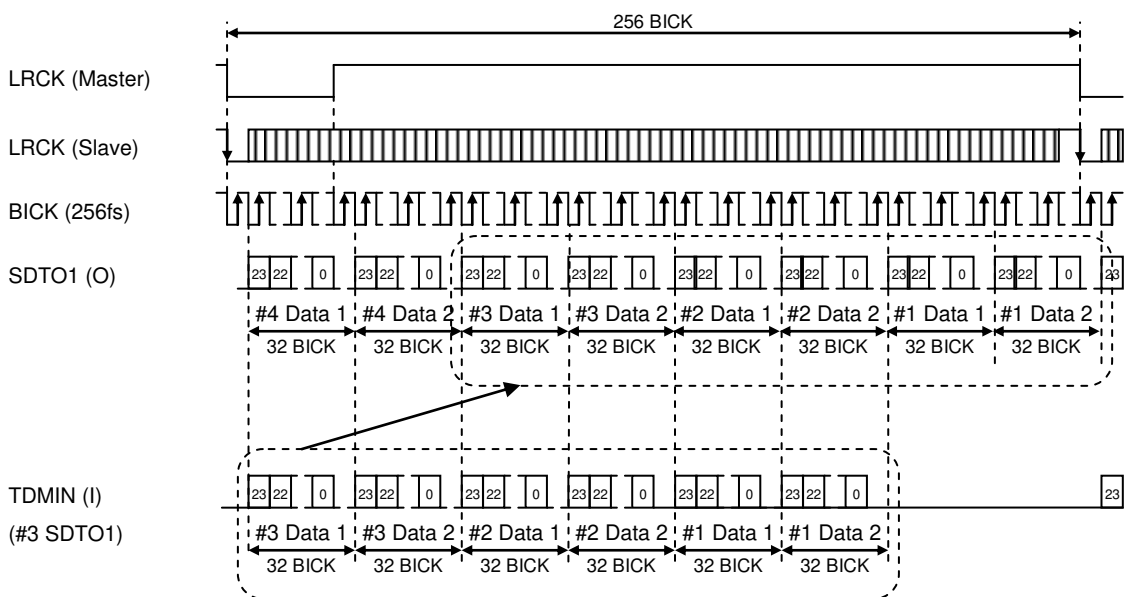 256 BICK
LRCK (Master)
LRCK (Slave)
BICK (256fs)
SDTO1 (O)
23 22 0 23 22 0 23 22 0 23 22 0 23 22 0 23 22 0 23 22 0 23 22 0 23
#4 Data 1 #4 Data 2 #3 Data 1 #3 Data 2 #2 Data 1 #2 Data 2 #1 Data 1 #1 Data 2
32 BICK 32 BICK 32 BICK 32 BICK 32 BICK 32 BICK 32 BICK 32 BICK
TDMIN (I)
23 22 0 23 22 0 23 22 0 23 22 0 23 22 0 23 22 0 23
(#3 SDTO1)
#3 Data 1 #3 Data 2 #2 Data 1 #2 Data 2 #1 Data 1 #1 Data 2
32 BICK 32 BICK 32 BICK 32 BICK 32 BICK 32 BICK